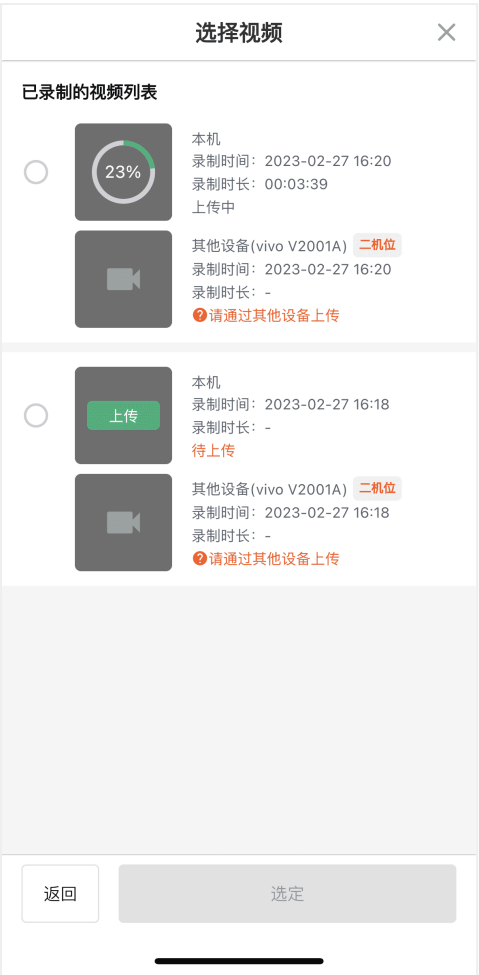 选择视频
已录制的视频列表
23%
本机
录制时间：2023-02-27 16:20
录制时长：00:03:39
上传中
其他设备(vivo V2001A) 二机位
录制时间：2023-02-27 16:20
录制时长：-
?请通过其他设备上传
上传
本机
录制时间：2023-02-27 16:18
录制时长：-
待上传
其他设备(vivo V2001A) 二机位
录制时间：2023-02-27 16:18
录制时长：-
?请通过其他设备上传
返回
选定